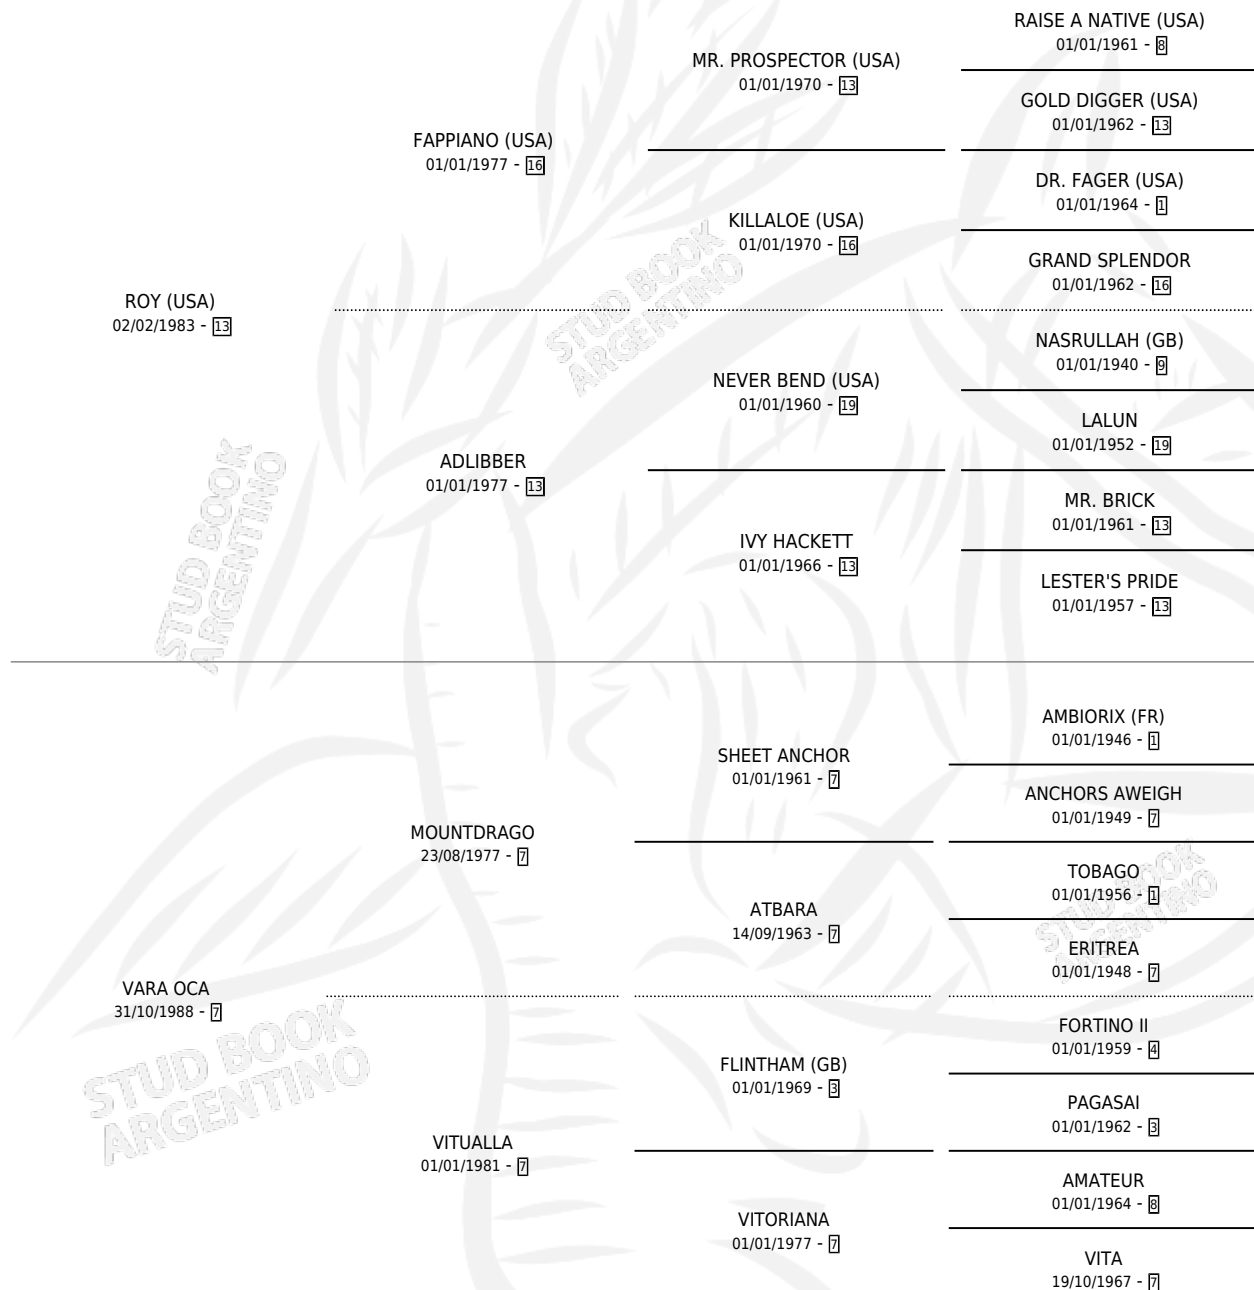 RAISE A NATIVE (USA)
01/01/1961 - 8
MR. PROSPECTOR (USA)
01/01/1970 - 13
GOLD DIGGER (USA)
01/01/1962 - 13
FAPPIANO (USA)
01/01/1977 - 16
DR. FAGER (USA)
01/01/1964 - 1
KILLALOE (USA)
01/01/1970 - 16
GRAND SPLENDOR
01/01/1962 - 16
ROY (USA)
02/02/1983 - 13
STUD BOOK
ARGENTINO
NASRULLAH (GB)
01/01/1940 - 9
NEVER BEND (USA)
01/01/1960 - 19
LALUN
01/01/1952 - 19
ADLIBBER
01/01/1977 - 13
MR. BRICK
01/01/1961 - 13
IVY HACKETT
01/01/1966 - 13
LESTER'S PRIDE
01/01/1957 - 13
STUD BOOK
ARGENTINO
AMBIORIX (FR)
01/01/1946 - 1
SHEET ANCHOR
01/01/1961 - 7
ANCHORS AWEIGH
01/01/1949 - 7
MOUNTDRAGO
23/08/1977 - 7
TOBAGO
01/01/1956 - 1
ATBARA
14/09/1963 - 7
ERITREA
01/01/1948 - 7
STUD BOOK
ARGENTINO
VARA OCA
31/10/1988 - 7
STUD BOOK
ARGENTINO
FORTINO II
01/01/1959 - 4
FLINTHAM (GB)
01/01/1969 - 3
PAGASAI
01/01/1962 - 3
VITUALLA
01/01/1981 - 7
AMATEUR
01/01/1964 - 8
VITORIANA
01/01/1977 - 7
VITA
19/10/1967 - 7